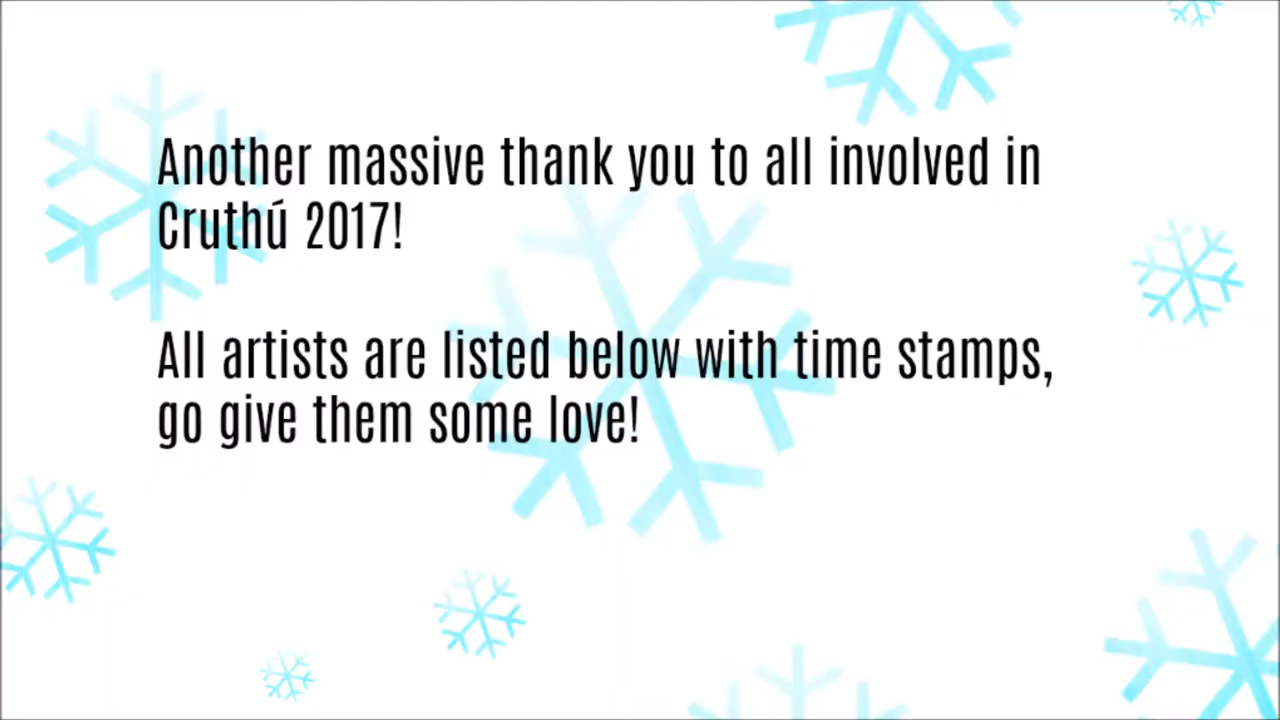 Another massive thank you to all involved in
Cruthú 2017!
All artists are listed below with time stamps,
go give them some love!